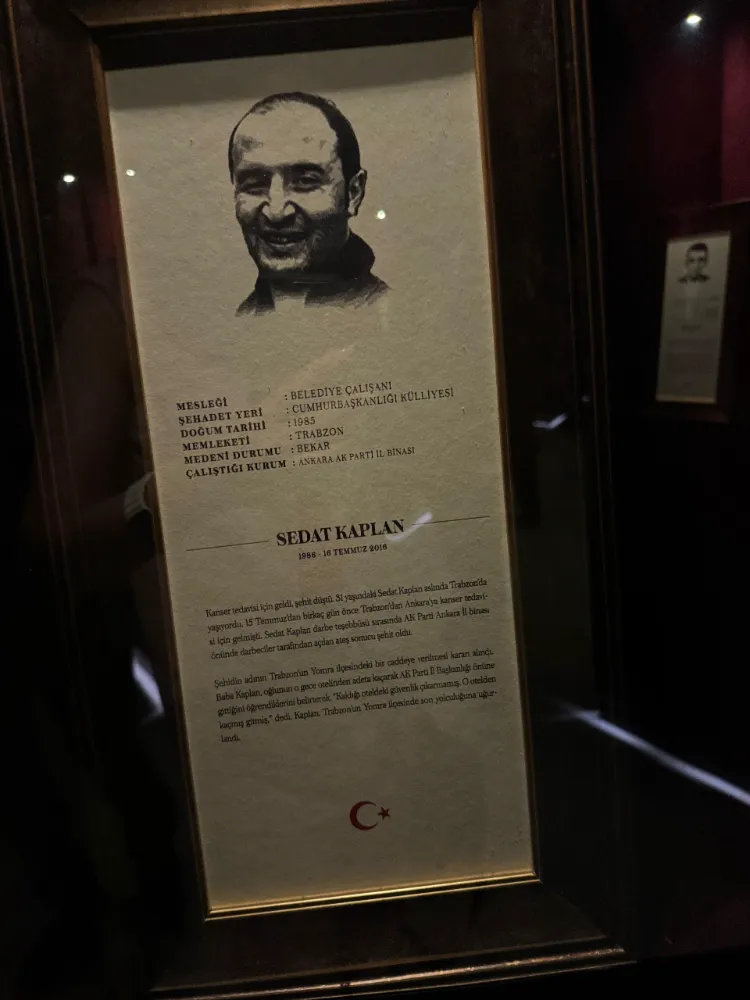 MESLEĞİ : BELEDİYE ÇALIŞANI
ŞEHADET YERİ : CUMHURBAŞKANLIĞI KÜLLİYESİ
DOĞUM TARİHİ : 1985
MEMLEKETİ : TRABZON
MEDENİ DURUMU : BEKAR
ÇALIŞTIĞI KURUM : ANKARA AK PARTİ İL BİNASI
SEDAT KAPLAN
1986 - 16 TEMMUZ 2016
Kanser tedavisi için geldi, şehit düştü. 31 yaşındaki Sedat Kaplan aslında Trabzon'da
yaşıyordu. 15 Temmuz'dan birkaç gün önce Trabzon'dan Ankara'ya kanser tedavi-
si için gelmişti. Sedat Kaplan darbe teşebbüsü sırasında AK Parti Ankara İl binası
önünde darbeciler tarafından açılan ateş sonucu şehit oldu.
Şehidin adının Trabzon'un Yomra ilçesindeki bir caddeye verilmesi kararı alındı.
Baba Kaplan, oğlunun o gece otelinden adeta kaçarak AK Parti İl Başkanlığı önüne
gittiğini öğrendiklerini belirterek, "Kaldığı oteldeki güvenlik çıkarmamış. O otelden
kaçmış gitmiş," dedi. Kaplan, Trabzon'un Yomra ilçesinde son yolculuğuna uğur-
landı.